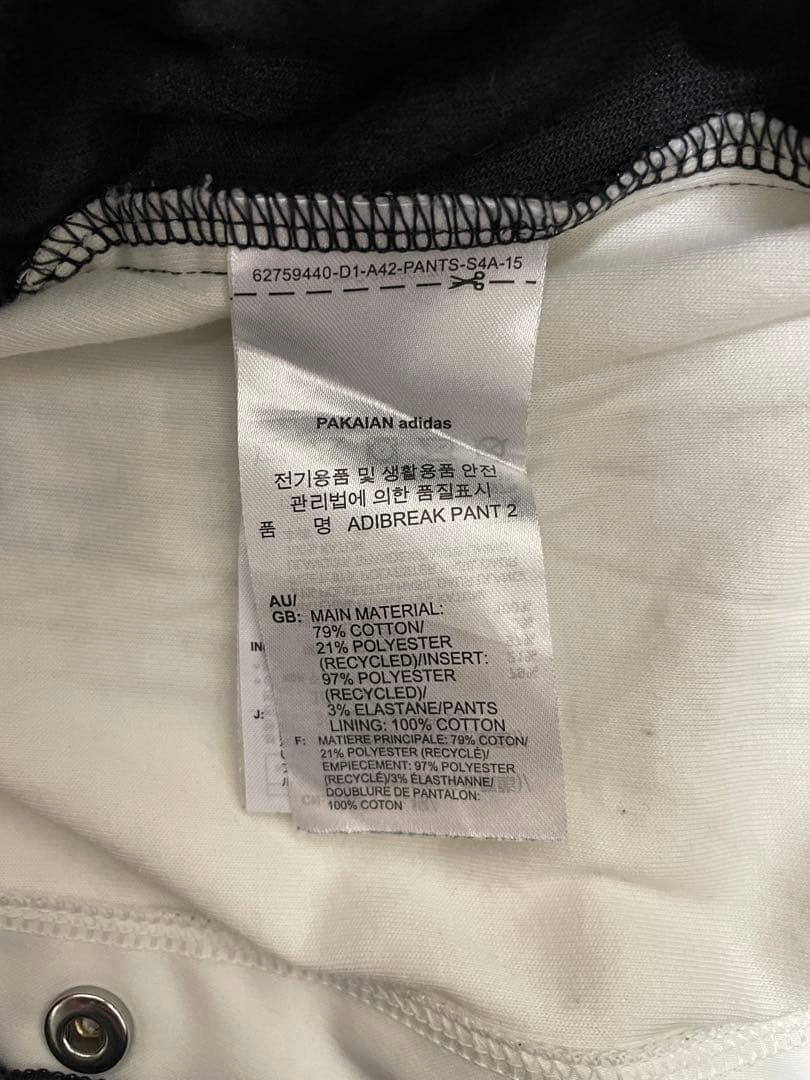 62759440-D1-A42-PANTS-S4A-15
PAKAIAN adidas
전기용품 및 생활용품 안전
관리법에 의한 품질표시
품 명 ADIBREAK PANT 2
AU/
GB: MAIN MATERIAL:
79% COTTON/
21% POLYESTER
(RECYCLED)/INSERT:
97% POLYESTER
(RECYCLED)/
3% ELASTANE/PANTS
LINING: 100% COTTON
F: MATIERE PRINCIPALE: 79% COTON/
21% POLYESTER (RECYCLÉ)/
EMPIECEMENT: 97% POLYESTER
(RECYCLÉ)/3% ÉLASTHANNE/
DOUBLURE DE PANTALON:
100% COTON
IN
J: